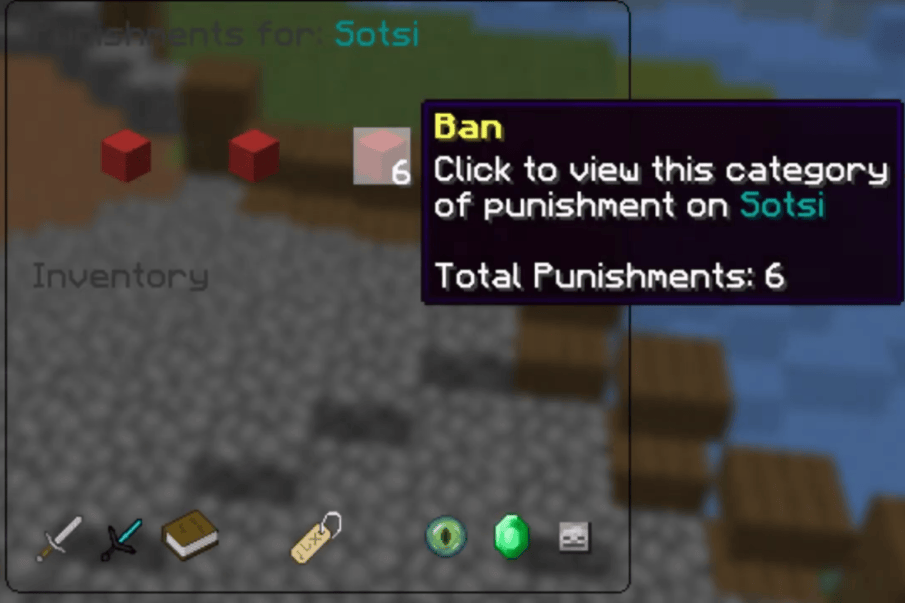 Punishments for: Sotsi
Ban
6
Click to view this category
of punishment on Sotsi
Total Punishments: 6
Inventory